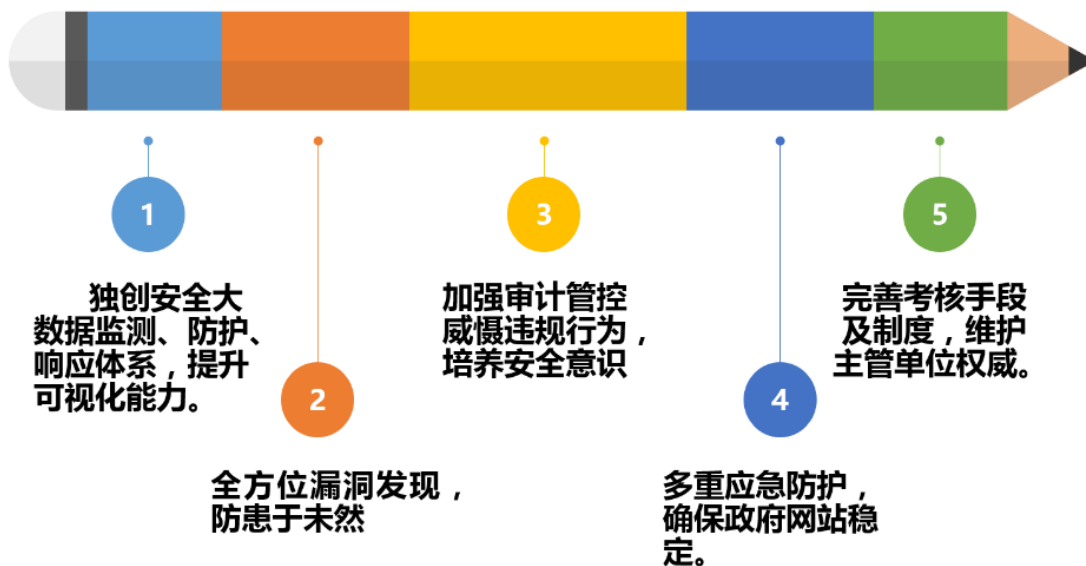 1
独创安全大
数据监测、防护、
响应体系，提升
可视化能力。
2
全方位漏洞发现，
防患于未然
3
加强审计管控
威慑违规行为，
培养安全意识
4
多重应急防护，
确保政府网站稳
定。
5
完善考核手段
及制度，维护
主管单位权威。